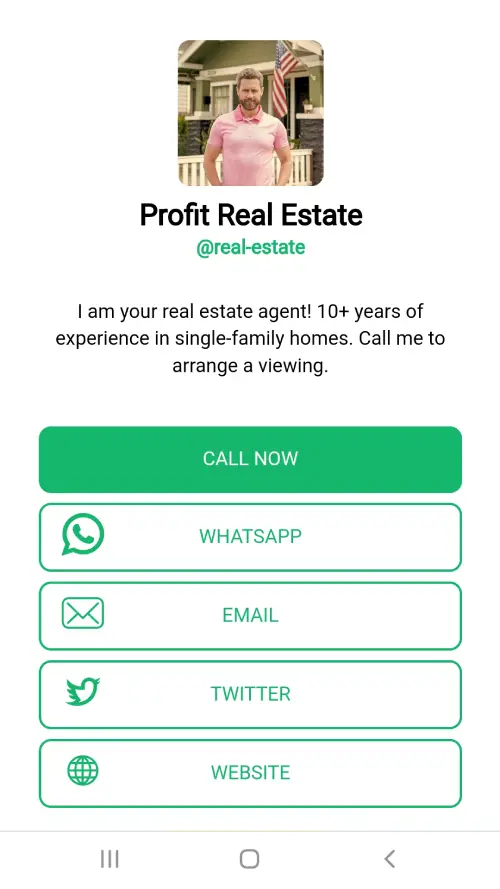 Profit Real Estate
@real-estate
I am your real estate agent! 10+ years of
experience in single-family homes. Call me to
arrange a viewing.
CALL NOW
WHATSAPP
EMAIL
TWITTER
WEBSITE